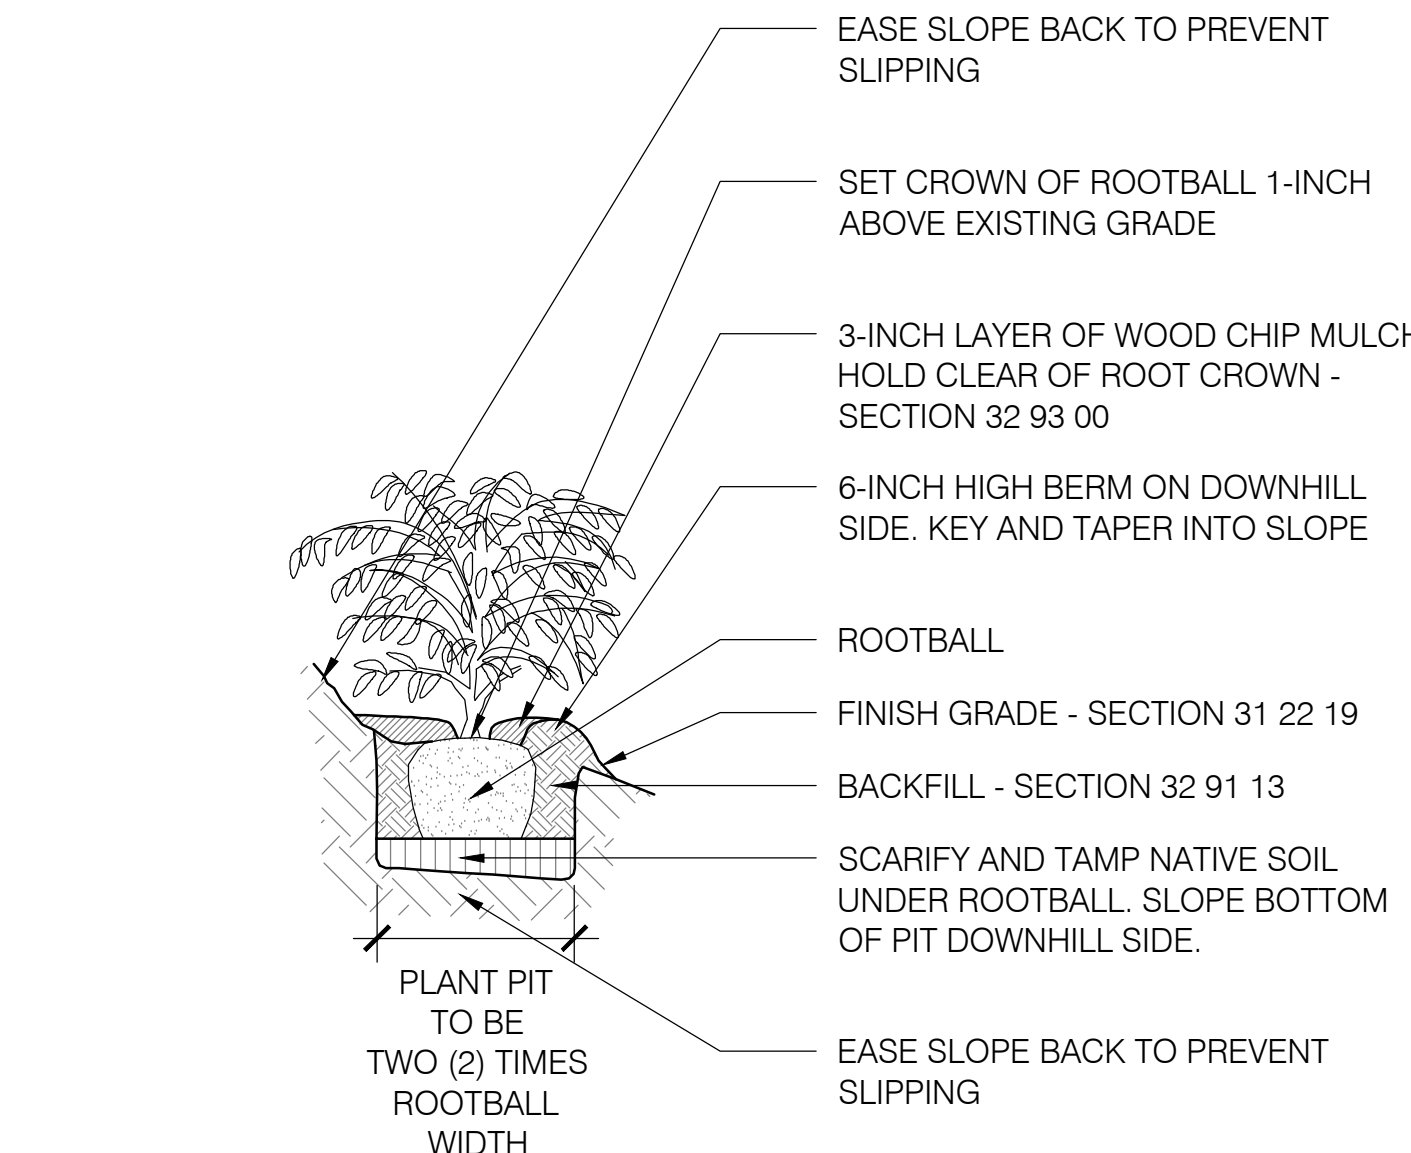 EASE SLOPE BACK TO PREVENT
SLIPPING
SET CROWN OF ROOTBALL 1-INCH
ABOVE EXISTING GRADE
3-INCH LAYER OF WOOD CHIP MULCH
HOLD CLEAR OF ROOT CROWN -
SECTION 32 93 00
6-INCH HIGH BERM ON DOWNHILL
SIDE. KEY AND TAPER INTO SLOPE
ROOTBALL
FINISH GRADE - SECTION 31 22 19
BACKFILL - SECTION 32 91 13
SCARIFY AND TAMP NATIVE SOIL
UNDER ROOTBALL. SLOPE BOTTOM
OF PIT DOWNHILL SIDE.
EASE SLOPE BACK TO PREVENT
SLIPPING
PLANT PIT
TO BE
TWO (2) TIMES
ROOTBALL
WIDTH